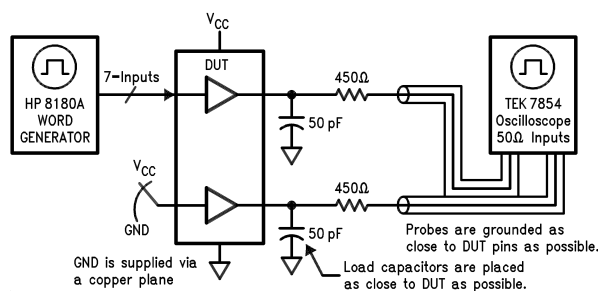 V_CC
DUT
7-Inputs
HP 8180A
WORD
GENERATOR
450Ω
50 pF
TEK 7854
Oscilloscope
50Ω Inputs
V_CC
GND
450Ω
50 pF
Probes are grounded as
close to DUT pins as possible.
GND is supplied via
a copper plane
Load capacitors are placed
as close to DUT as possible.